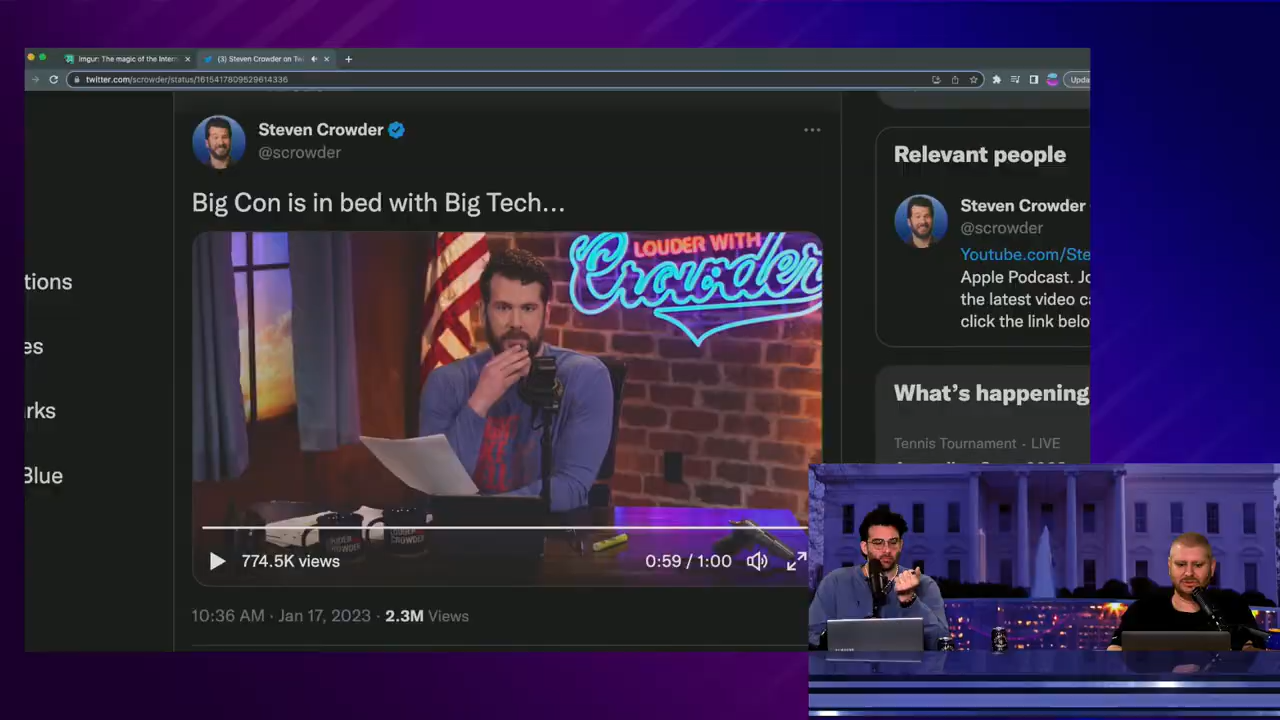 Imgur: The magic of the Intern
(3) Steven Crowder on Tw
twitter.com/scrowder/status/1615417809529614336
Upda
Steven Crowder
@scrowder
Big Con is in bed with Big Tech...
LOUDER WITH
Crowder
LOUDER
CROWDER
774.5K views
0:59 / 1:00
10:36 AM · Jan 17, 2023 · 2.3M Views
tions
es
rks
Blue
Relevant people
Steven Crowder
@scrowder
Youtube.com/Ste
Apple Podcast. Jo
the latest video ca
click the link belo
What's happening
Tennis Tournament · LIVE